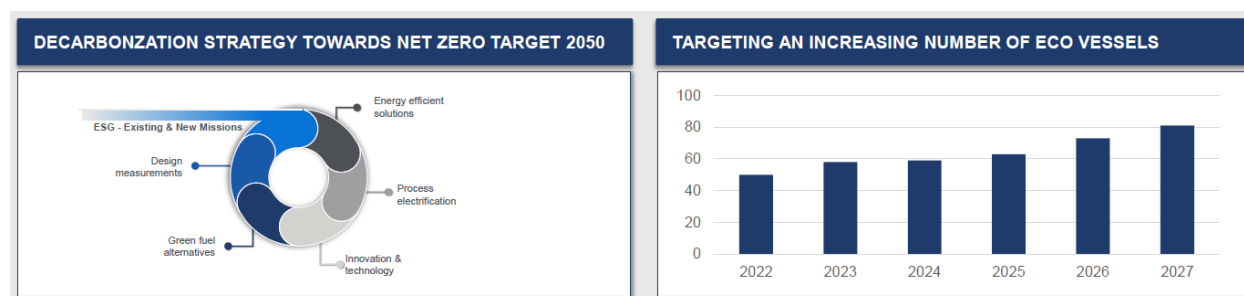 DECARBONZATION STRATEGY TOWARDS NET ZERO TARGET 2050
ESG - Existing & New Missions
Energy efficient
solutions
Design
measurements
Process
electrification
Green fuel
alternatives
Innovation &
technology
TARGETING AN INCREASING NUMBER OF ECO VESSELS
100
80
60
40
20
0
2022 2023 2024 2025 2026 2027